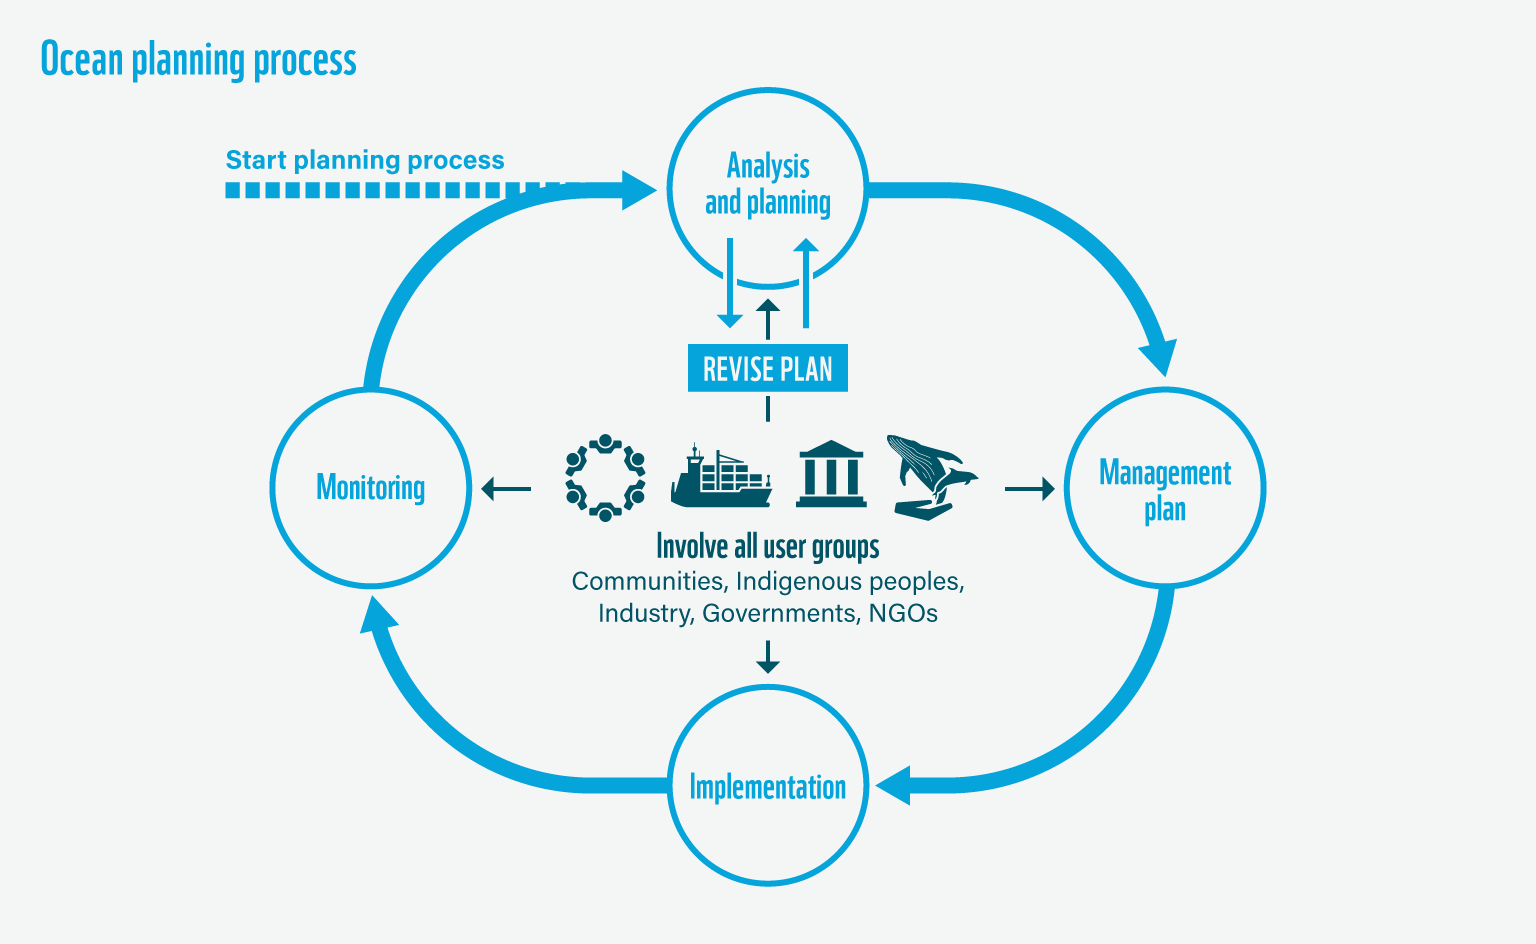 Ocean planning process
Start planning process
Analysis
and planning
REVISE PLAN
Monitoring
Management
plan
Involve all user groups
Communities, Indigenous peoples,
Industry, Governments, NGOs
Implementation